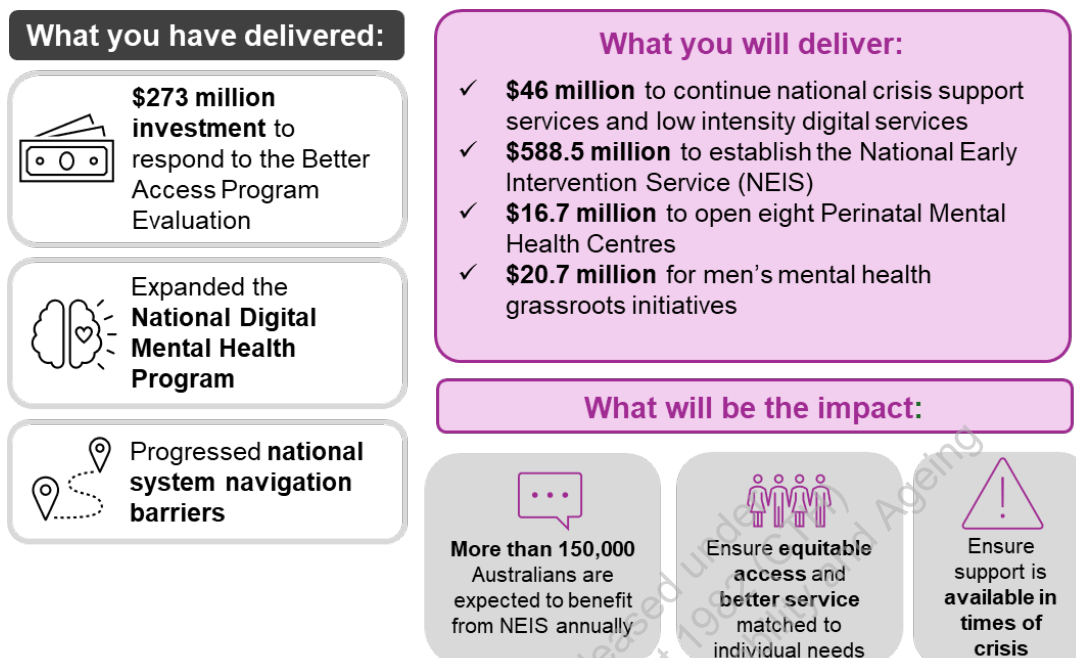 What you have delivered:
$273 million
investment to
respond to the Better
Access Program
Evaluation
Expanded the
National Digital
Mental Health
Program
Progressed national
system navigation
barriers
What you will deliver:
✓ $46 million to continue national crisis support
services and low intensity digital services
✓ $588.5 million to establish the National Early
Intervention Service (NEIS)
✓ $16.7 million to open eight Perinatal Mental
Health Centres
✓ $20.7 million for men's mental health
grassroots initiatives
What will be the impact:
More than 150,000
Australians are
expected to benefit
from NEIS annually
Ensure equitable
access and
better service
matched to
individual needs
Ensure
support is
available in
times of
crisis
under
1982 (CTH)
and Ageing